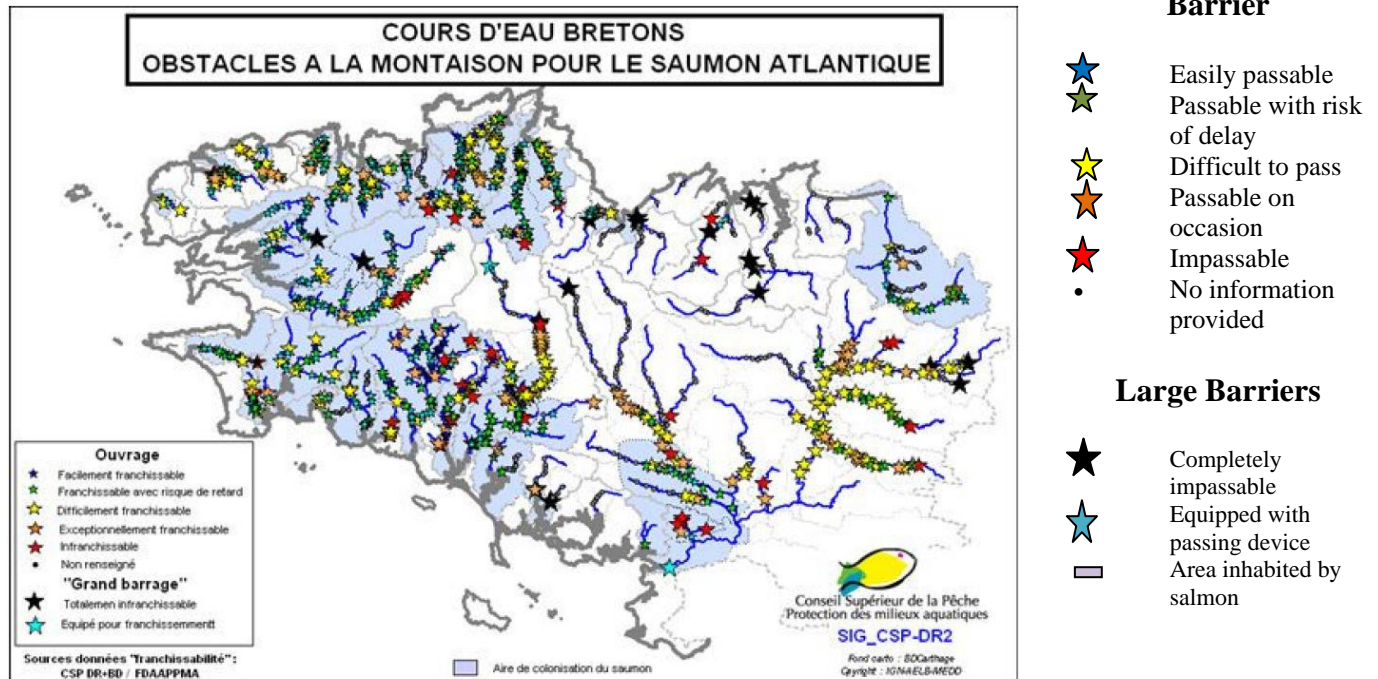 COURS D'EAU BRETONS
OBSTACLES A LA MONTAISON POUR LE SAUMON ATLANTIQUE
Ouvrage
Facilement franchissable
Franchissable avec risque de retard
Difficilement franchissable
Exceptionnellement franchissable
Infranchissable
Non renseigné
"Grand barrage"
Totalemen infranchissable
Equipé pour franchissemmentt
Sources données "franchissabilité" :
CSP DR+BD / FDAAPPMA
Aire de colonisation du saumon
Conseil Supérieur de la Pêche
Protection des milieux aquatiques
SIG_CSP-DR2
Fond carto : BDCarthage
Barrier
Easily passable
Passable with risk
of delay
Difficult to pass
Passable on
occasion
Impassable
No information
provided
Large Barriers
Completely
impassable
Equipped with
passing device
Area inhabited by
salmon